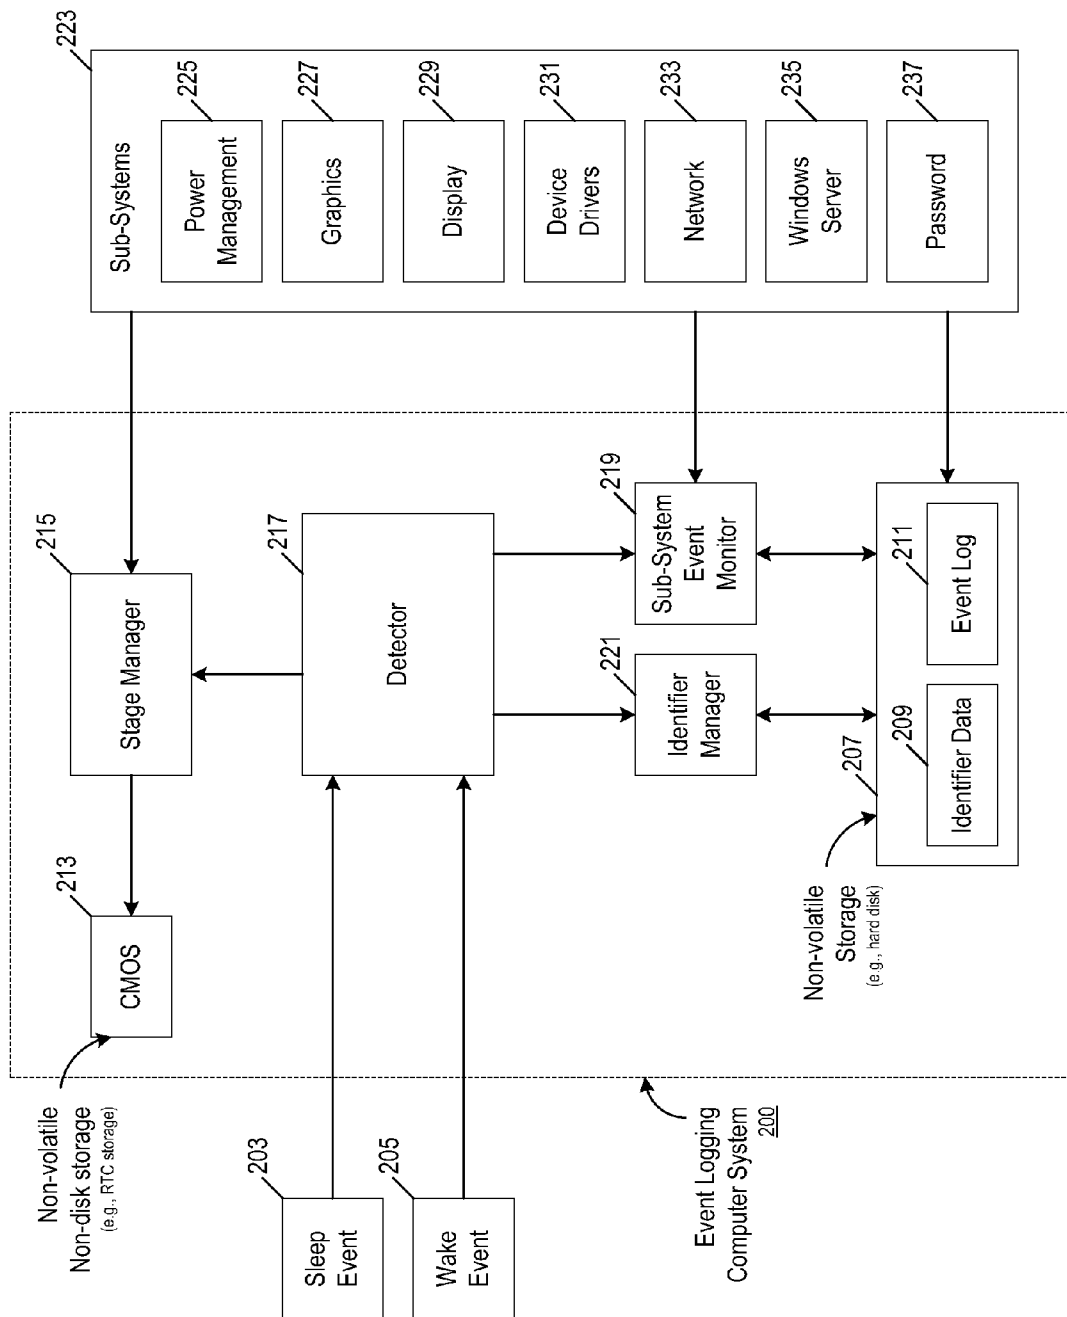 Non-volatile
Non-disk storage
(e.g., RTC storage)
213
CMOS
215
Stage Manager
223
Sub-Systems
225
Power
Management
227
Graphics
229
Display
231
Device
Drivers
233
Network
235
Windows
Server
237
Password
203
Sleep
Event
205
Wake
Event
217
Detector
221
Identifier
Manager
219
Sub-System
Event
Monitor
Event Logging
Computer System
200
Non-volatile
Storage
(e.g., hard disk)
207
209
Identifier Data
211
Event Log